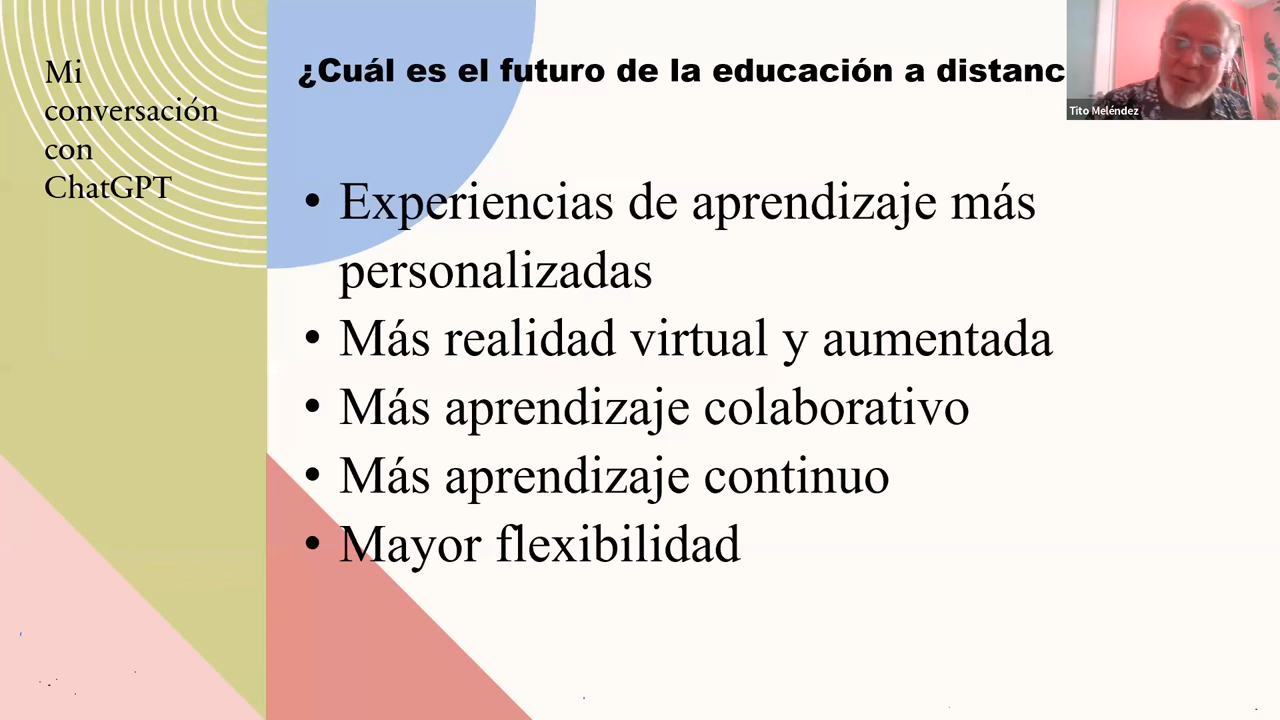 Mi
conversación
con
ChatGPT
¿Cuál es el futuro de la educación a distanc
Tito Meléndez
• Experiencias de aprendizaje más
personalizadas
• Más realidad virtual y aumentada
• Más aprendizaje colaborativo
• Más aprendizaje continuo
• Mayor flexibilidad